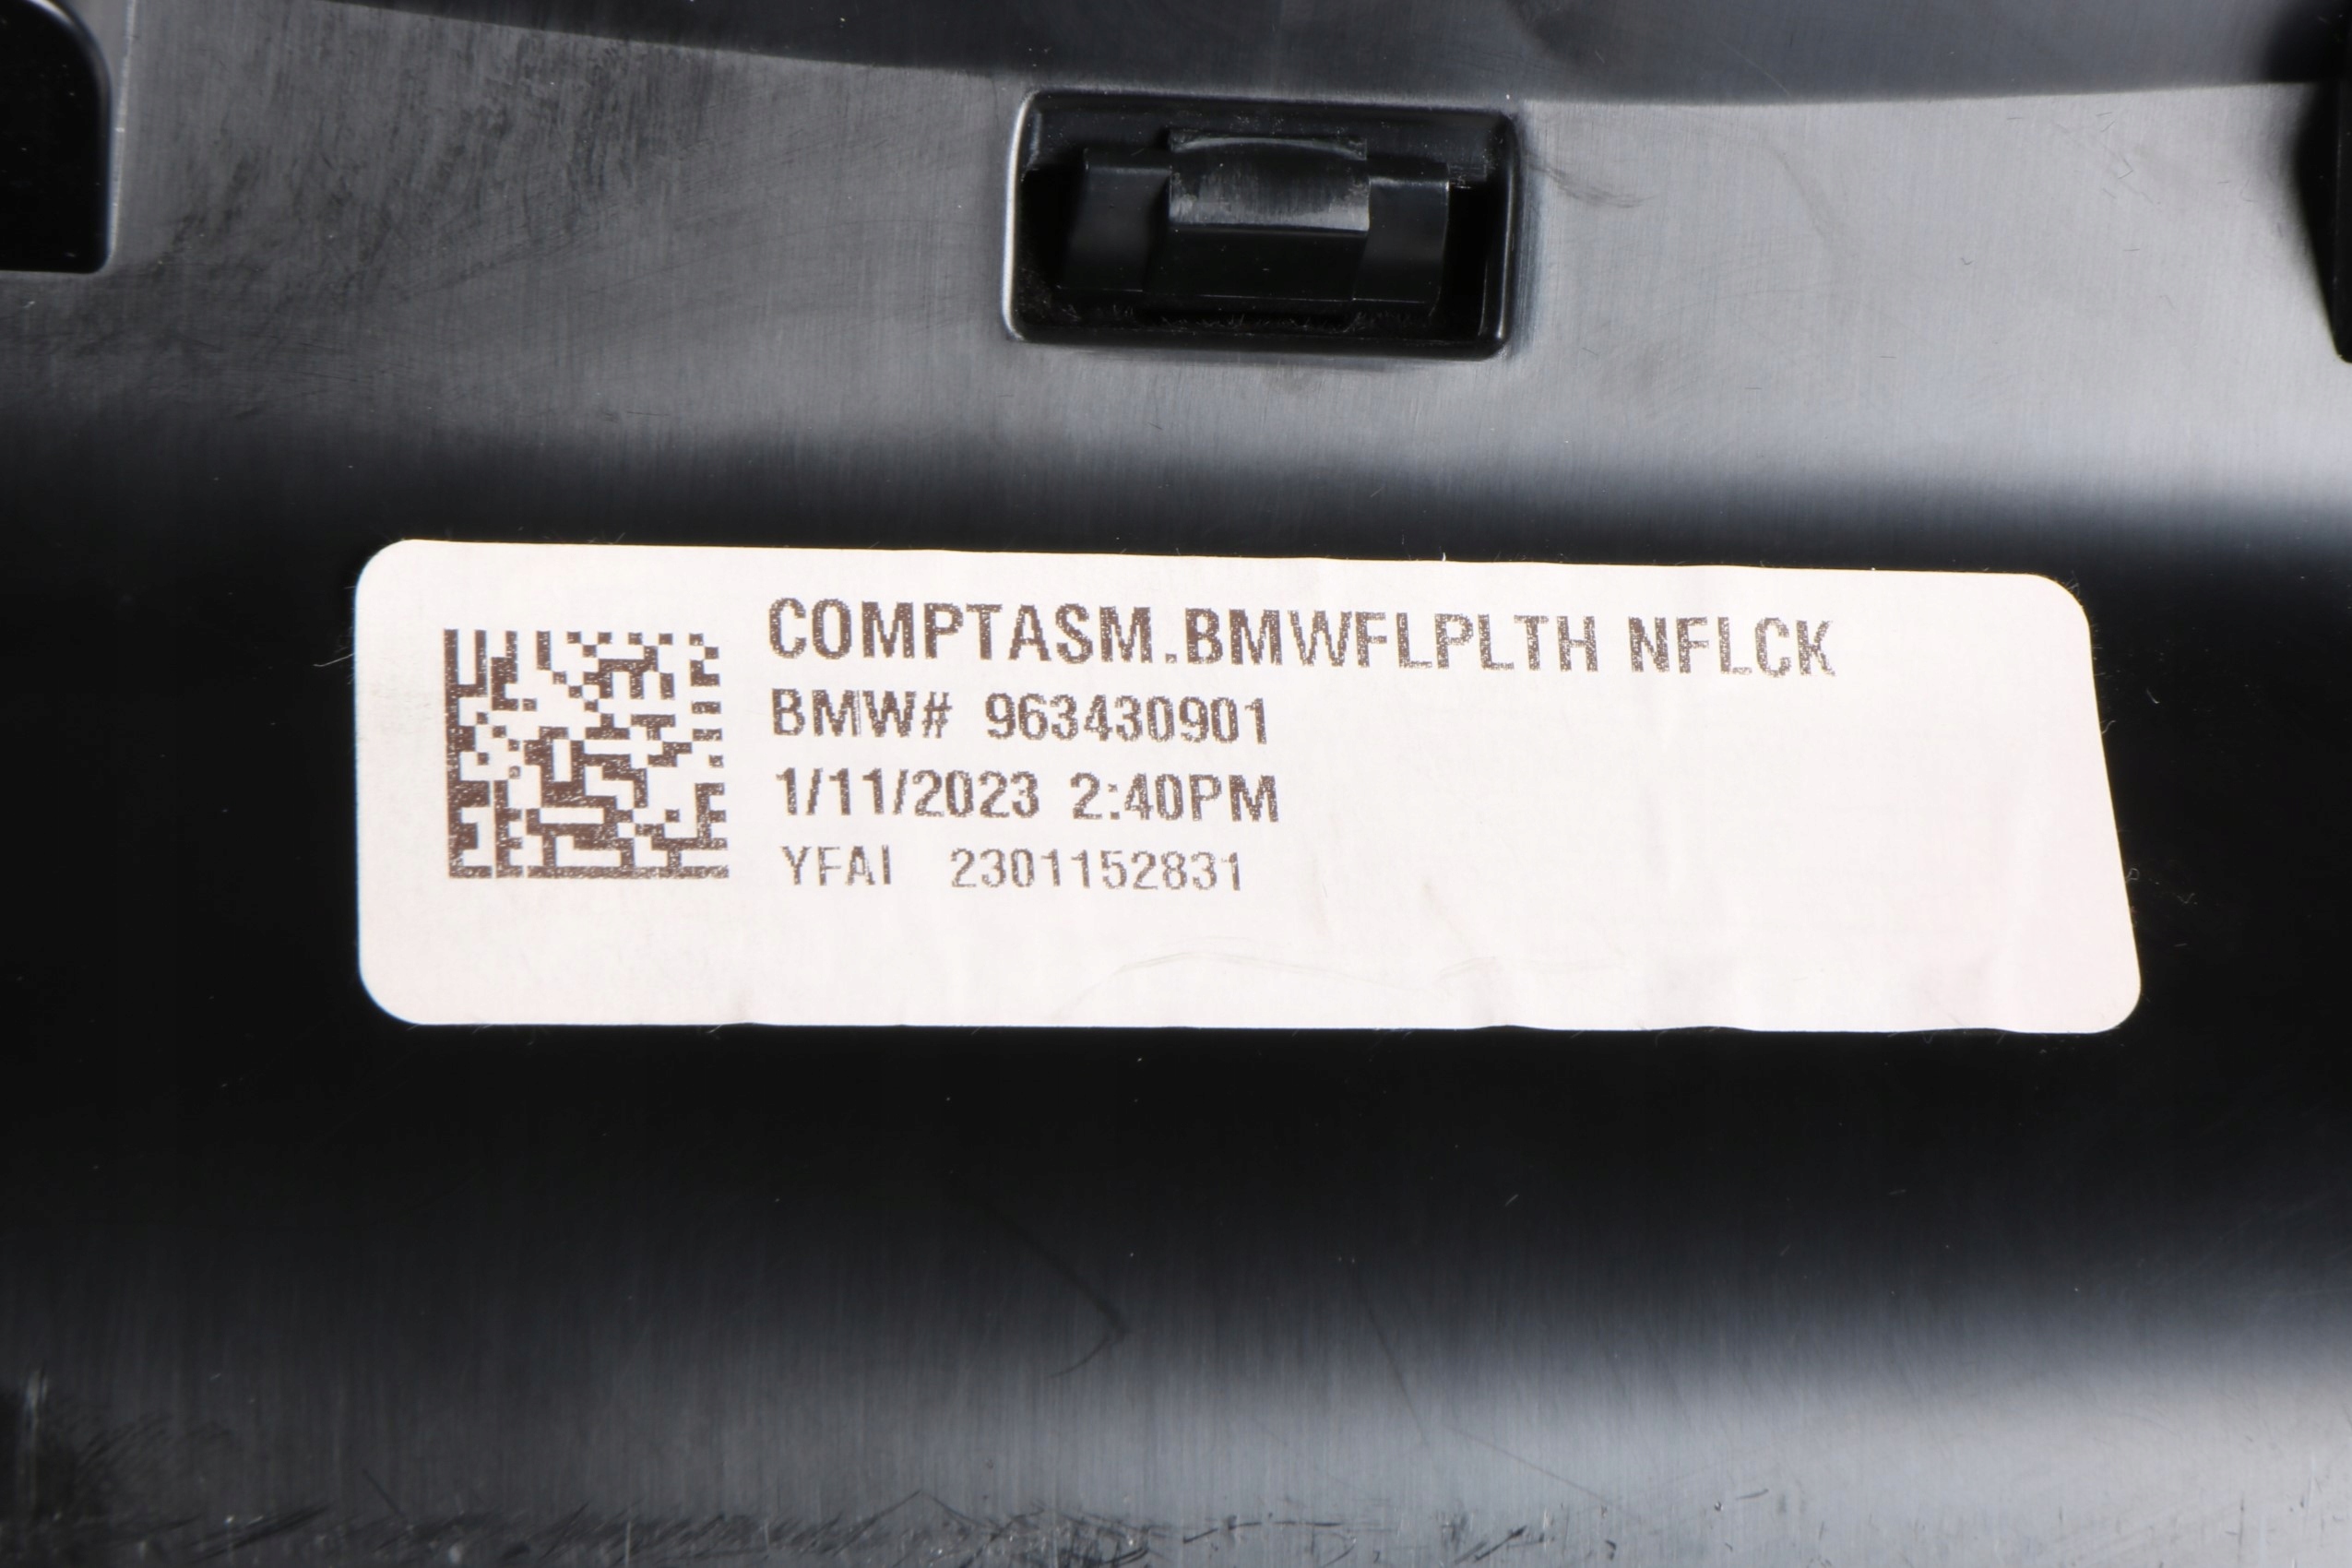 COMPTASM.BMWFLPLTH NFLCK
BMW# 963430901
1/11/2023 2:40PM
YFAI 2301152831